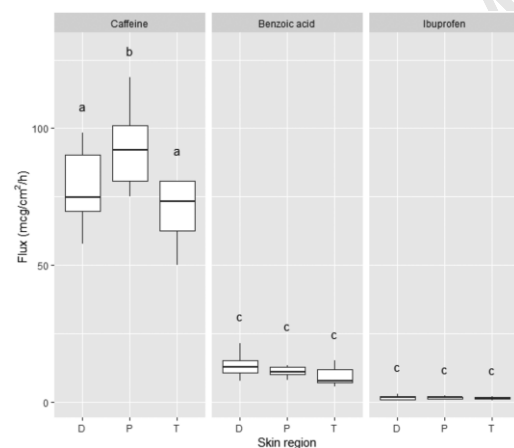 Caffeine Benzoic acid Ibuprofen
b
a
a
100
Flux (mcg/cm²/h)
50
c
c
c
c
c
c
0
D P T D P T D P T
Skin region